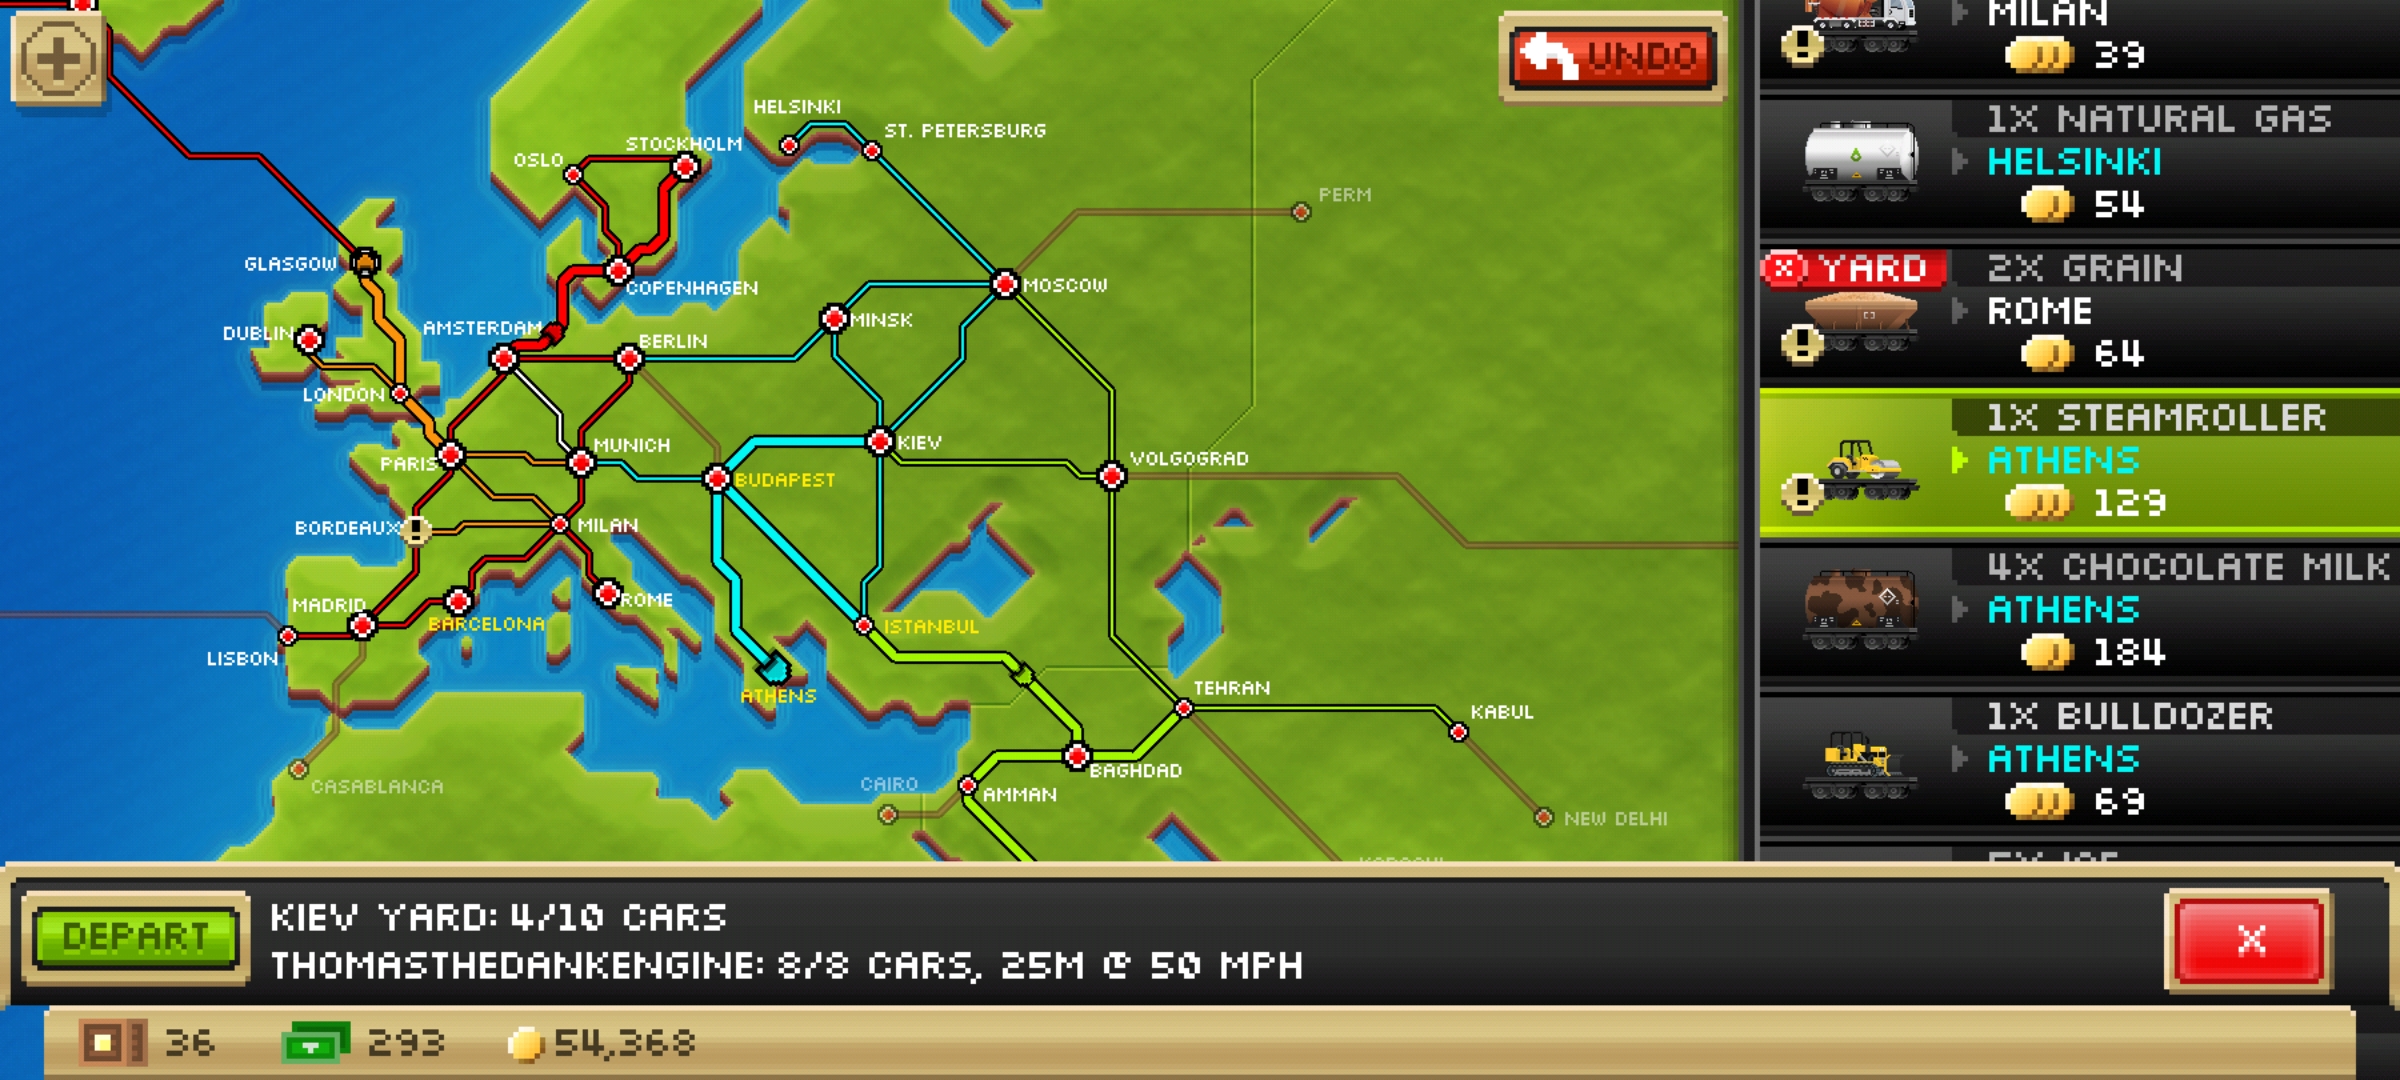 UNDO
HELSINKI
ST. PETERSBURG
STOCKHOLM
OSLO
PERM
GLASGOW
COPENHAGEN
MOSCOW
DUBLIN
AMSTERDAM
BERLIN
MINSK
LONDON
MUNICH
KIEV
PARIS
VOLGOGRAD
BUDAPEST
BORDEAUX
MILAN
MADRID
ROME
BARCELONA
ISTANBUL
LISBON
ATHENS
TEHRAN
KABUL
CASABLANCA
CAIRO
AMMAN
BAGHDAD
NEW DELHI
MILAN
39
1X NATURAL GAS
HELSINKI
54
YARD
2X GRAIN
ROME
64
1X STEAMROLLER
ATHENS
129
4X CHOCOLATE MILK
ATHENS
184
1X BULLDOZER
ATHENS
69
DEPART
KIEV YARD: 4/10 CARS
THOMASTHEDANKENGINE: 8/8 CARS, 25M @ 50 MPH
X
36
293
54,368